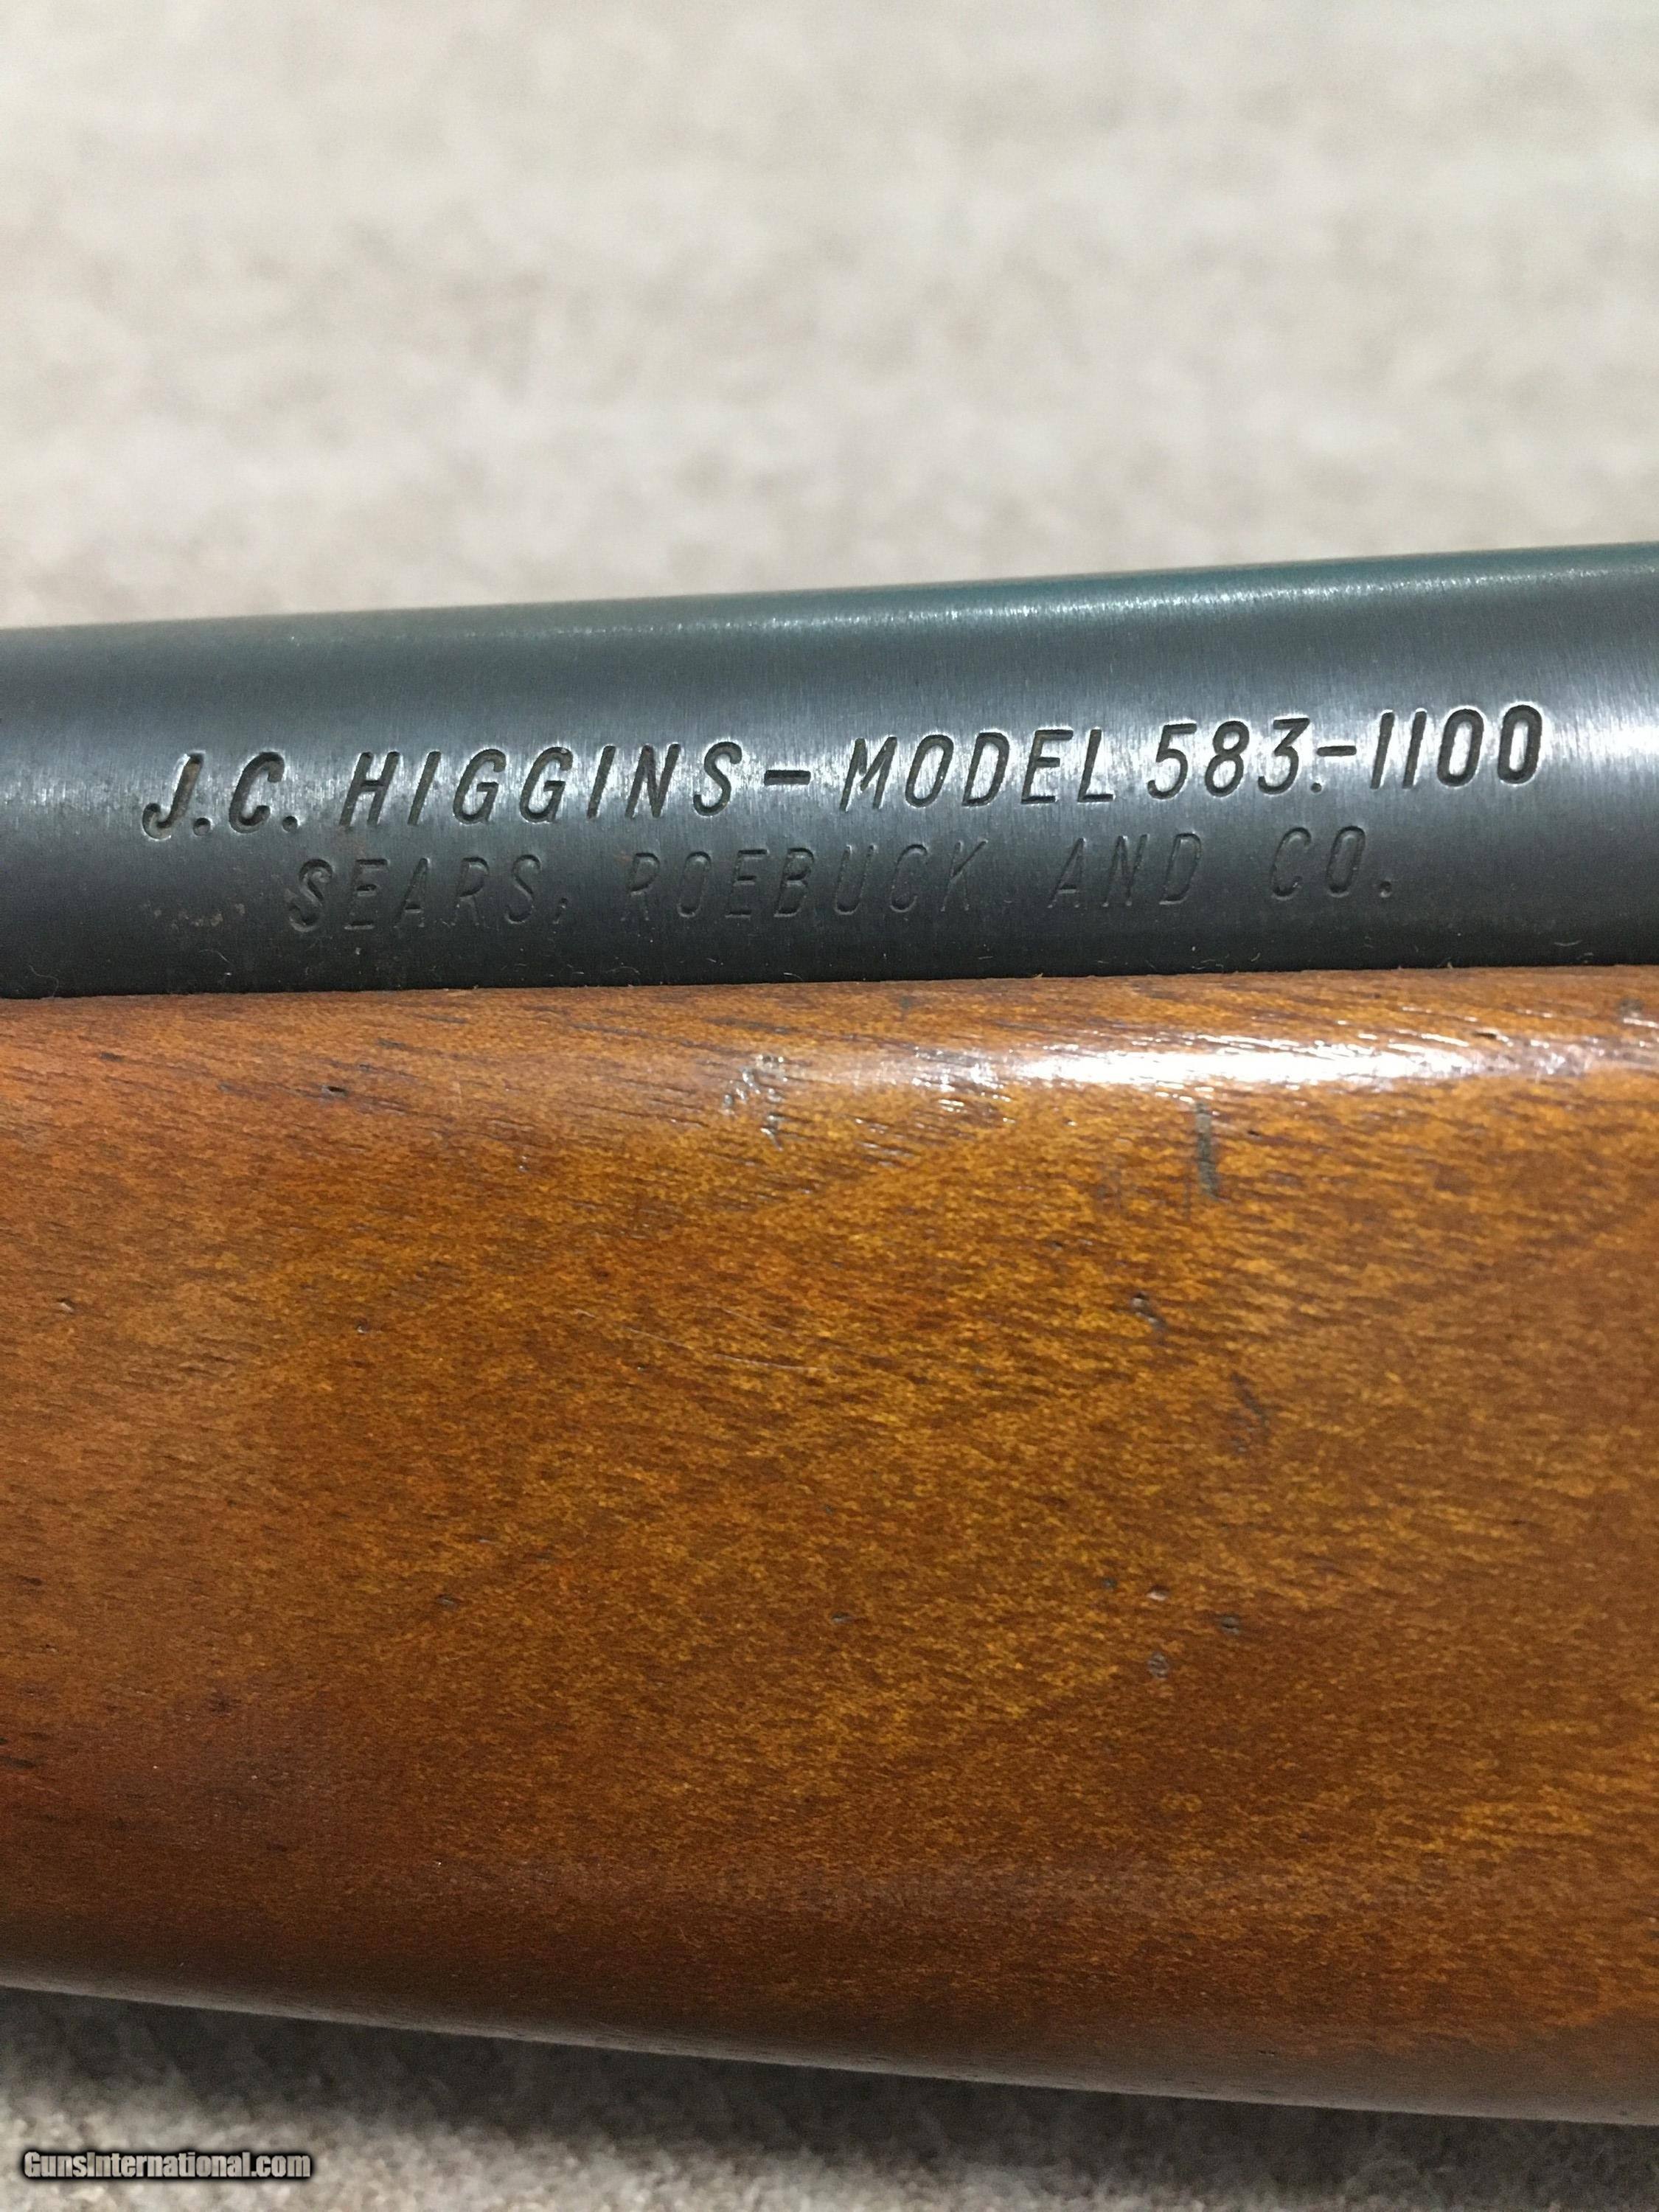 J.C. HIGGINS-MODEL 583.-1100
SEARS, ROEBUCK AND CO.
GunsInternational.com